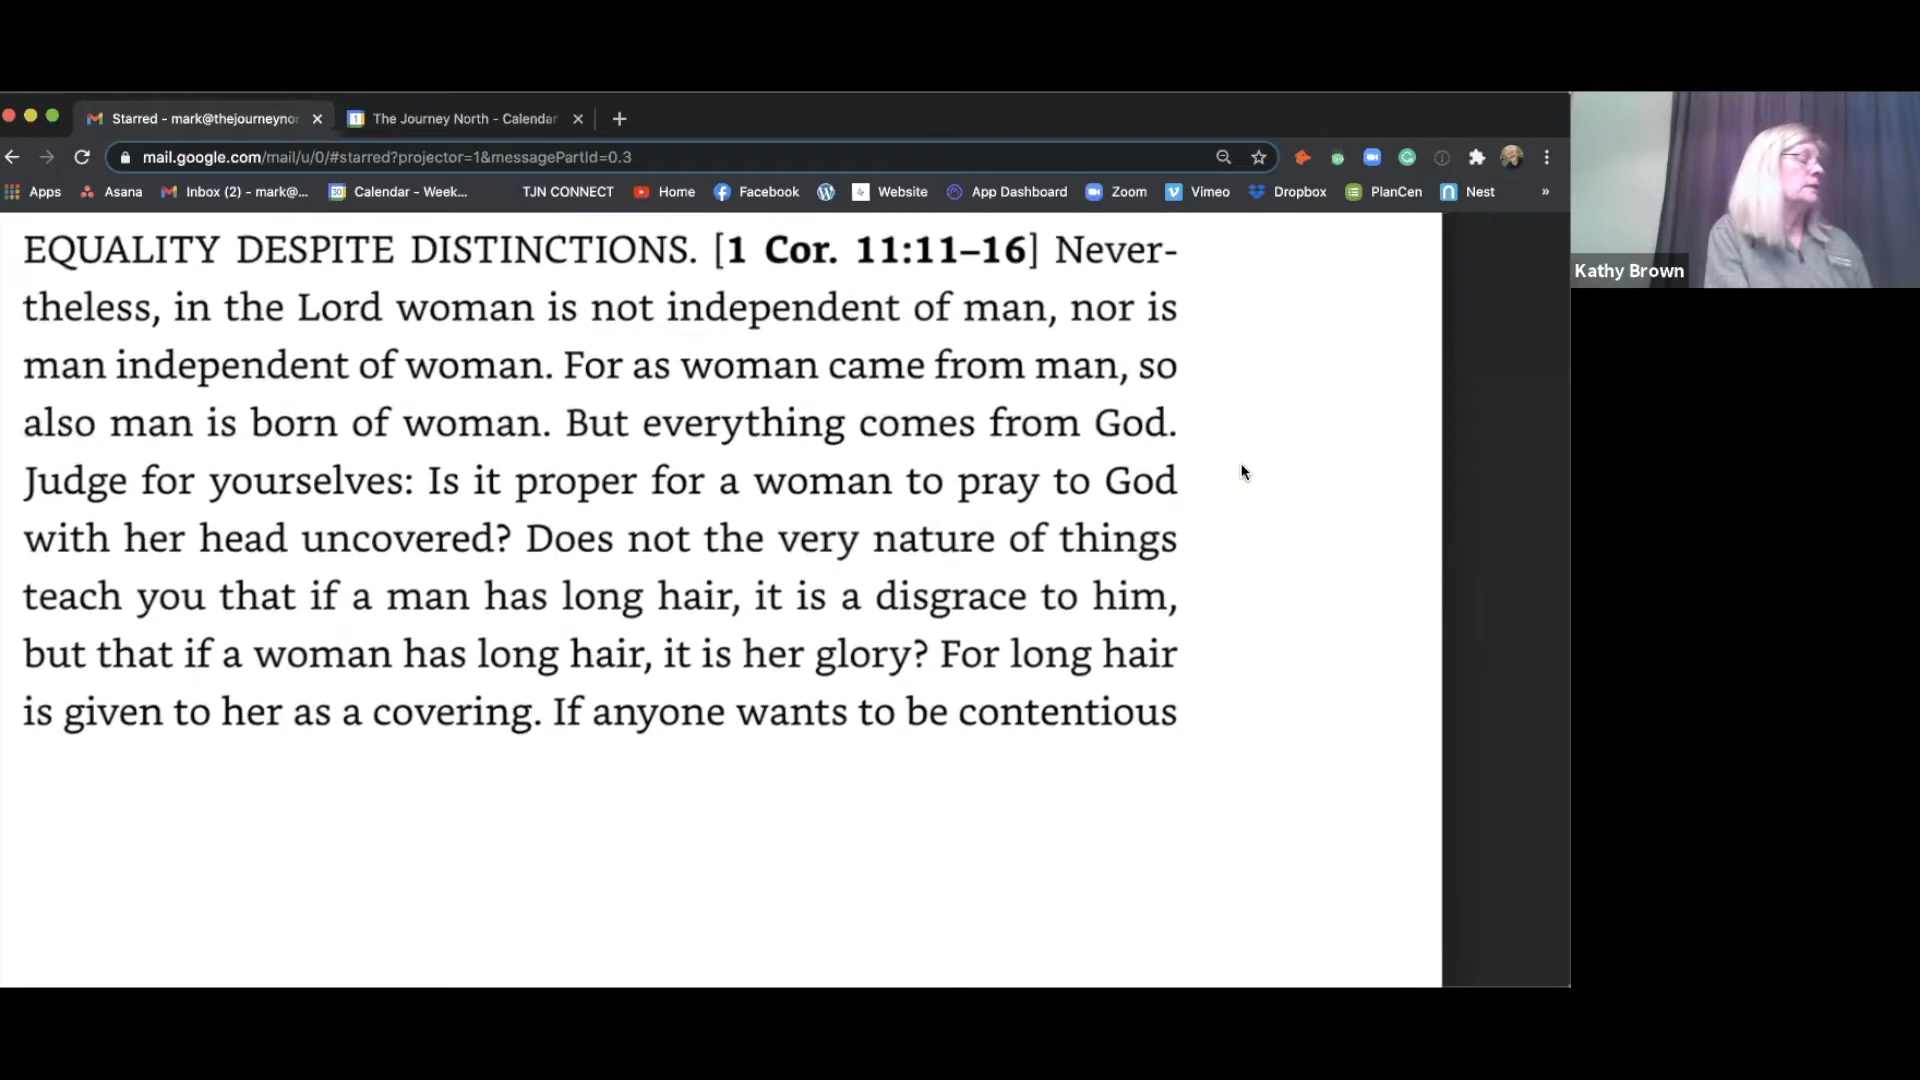 Starred - mark@thejourneynor
The Journey North - Calendar
mail.google.com/mail/u/0/#starred?projector=1&messagePartId=0.3
Apps Asana Inbox (2) - mark@... Calendar - Week... TJN CONNECT Home Facebook Website App Dashboard Zoom Vimeo Dropbox PlanCen Nest »
EQUALITY DESPITE DISTINCTIONS. [1 Cor. 11:11–16] Never-
theless, in the Lord woman is not independent of man, nor is
man independent of woman. For as woman came from man, so
also man is born of woman. But everything comes from God.
Judge for yourselves: Is it proper for a woman to pray to God
with her head uncovered? Does not the very nature of things
teach you that if a man has long hair, it is a disgrace to him,
but that if a woman has long hair, it is her glory? For long hair
is given to her as a covering. If anyone wants to be contentious
Kathy Brown